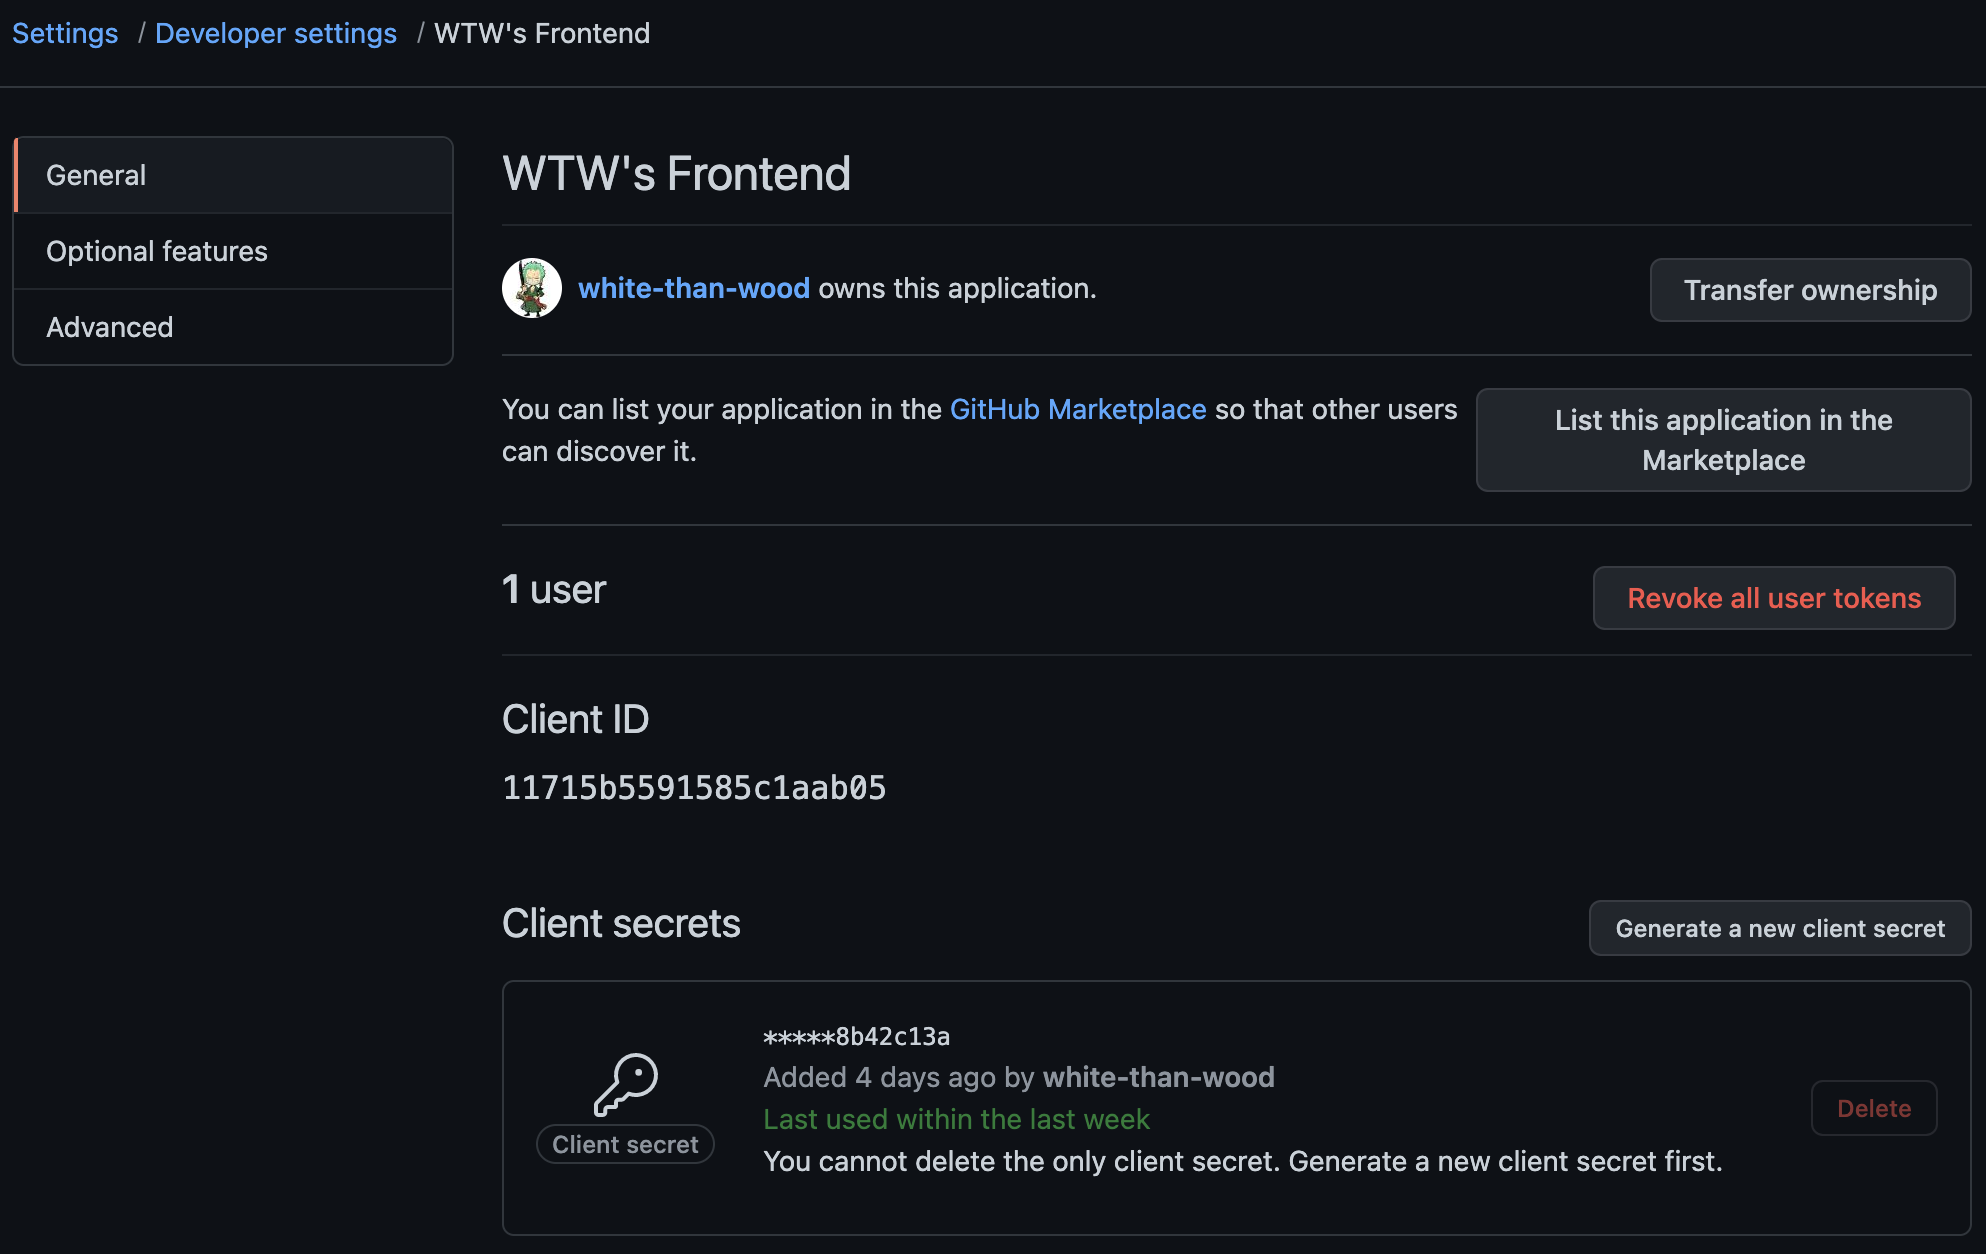 Settings / Developer settings / WTW's Frontend
General
Optional features
Advanced
WTW's Frontend
white-than-wood owns this application.
Transfer ownership
You can list your application in the GitHub Marketplace so that other users
can discover it.
List this application in the
Marketplace
1 user
Revoke all user tokens
Client ID
11715b5591585c1aab05
Client secrets
Generate a new client secret
Client secret
*****8b42c13a
Added 4 days ago by white-than-wood
Last used within the last week
You cannot delete the only client secret. Generate a new client secret first.
Delete